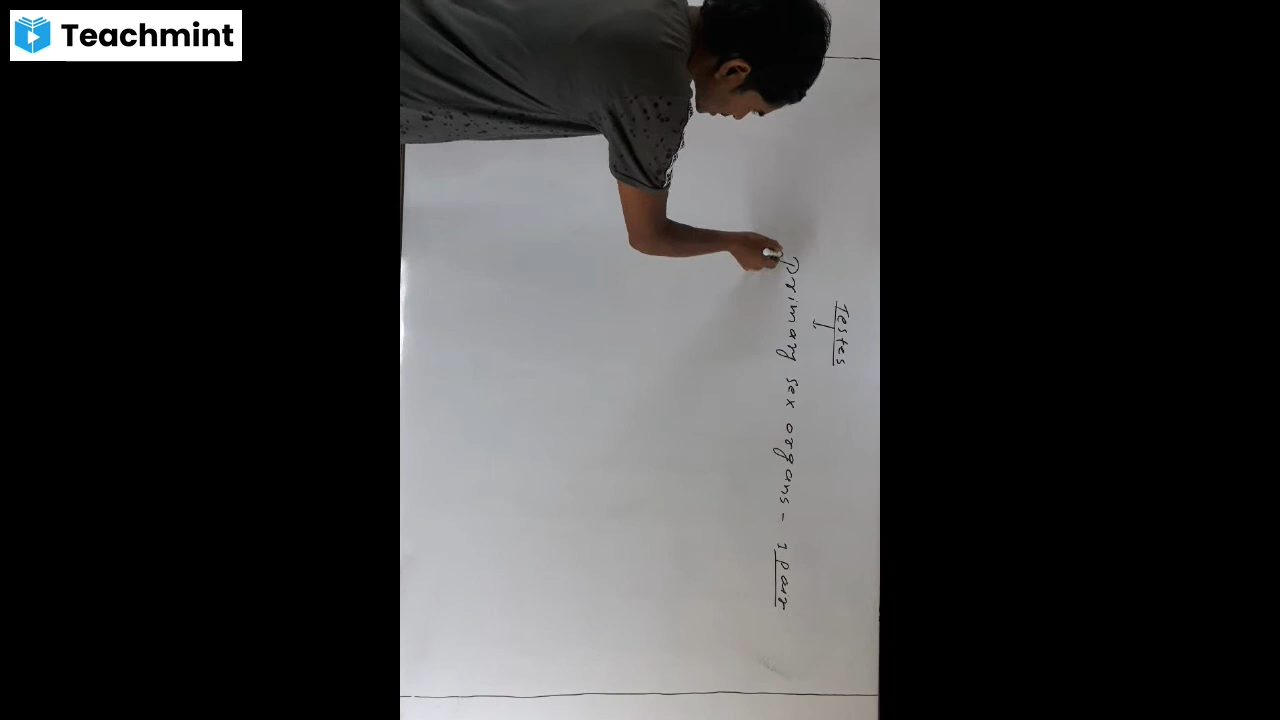 Teachmint
Testes
Primary sex organs - 1 pair